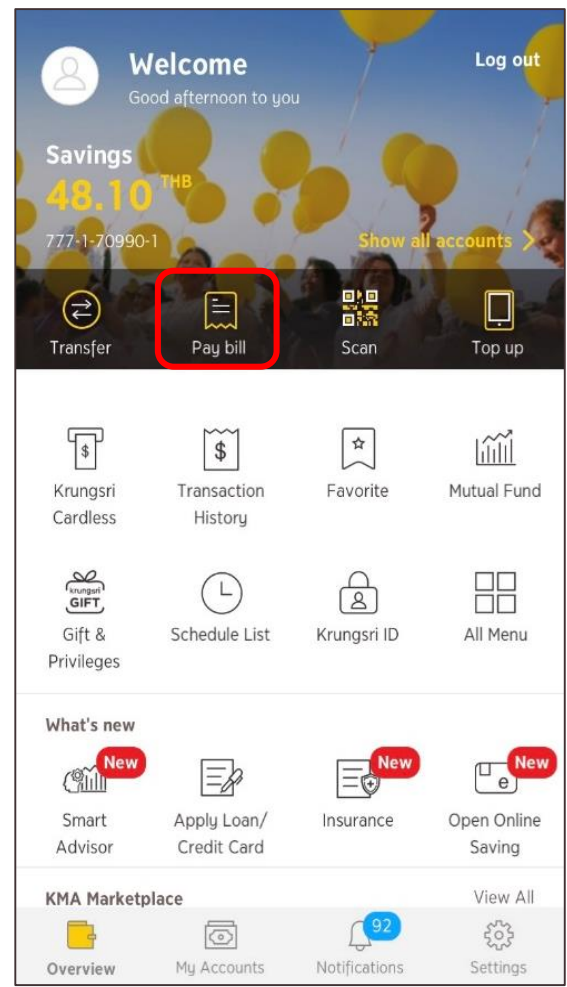 Welcome
Log out
Good afternoon to you
Savings
48.10 THB
777-1-70990-1
Show all accounts
Transfer
Pay bill
Scan
Top up
Krungsri Cardless
Transaction History
Favorite
Mutual Fund
krungsri
GIFT
Gift & Privileges
Schedule List
Krungsri ID
All Menu
What's new
New
New
New
e
Smart Advisor
Apply Loan/ Credit Card
Insurance
Open Online Saving
KMA Marketplace
View All
92
Overview
My Accounts
Notifications
Settings